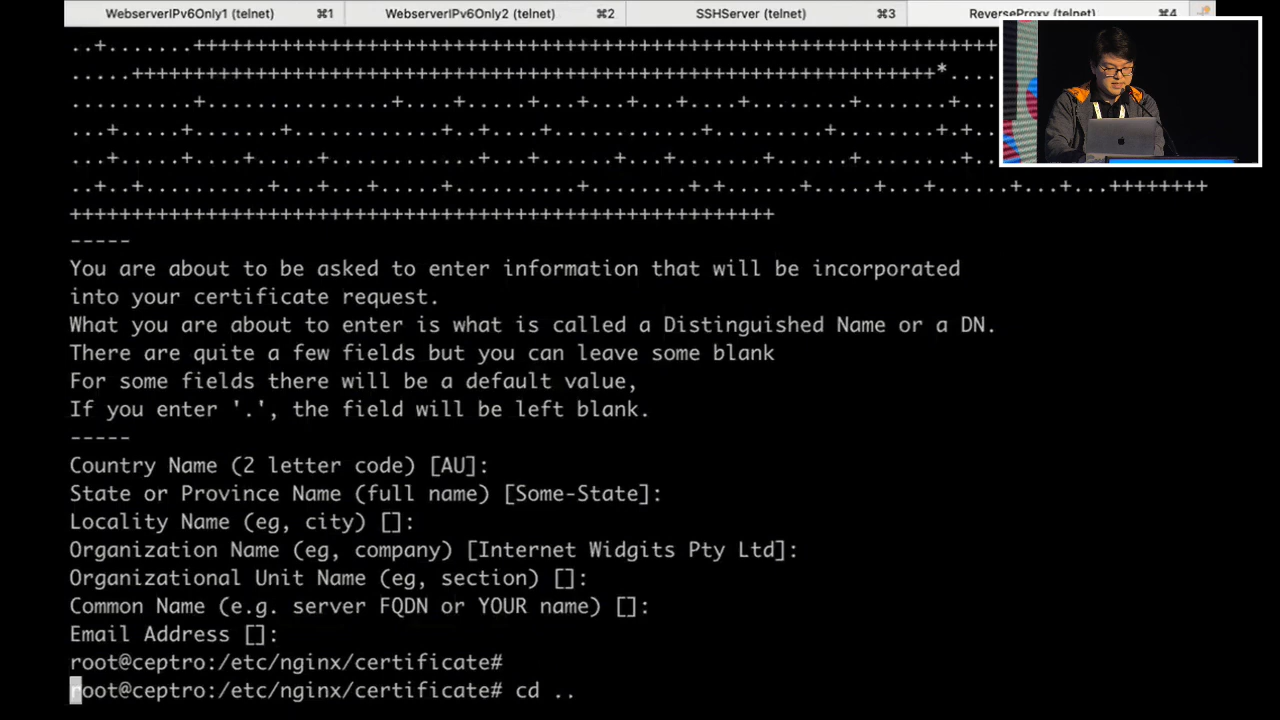 WebserverIPv6Only1 (telnet) ⌘1 WebserverIPv6Only2 (telnet) ⌘2 SSHServer (telnet) ⌘3 ReverseProxy (telnet) ⌘4
-----
You are about to be asked to enter information that will be incorporated
into your certificate request.
What you are about to enter is what is called a Distinguished Name or a DN.
There are quite a few fields but you can leave some blank
For some fields there will be a default value,
If you enter '.', the field will be left blank.
-----
Country Name (2 letter code) [AU]:
State or Province Name (full name) [Some-State]:
Locality Name (eg, city) []:
Organization Name (eg, company) [Internet Widgits Pty Ltd]:
Organizational Unit Name (eg, section) []:
Common Name (e.g. server FQDN or YOUR name) []:
Email Address []:
root@ceptro:/etc/nginx/certificate#
root@ceptro:/etc/nginx/certificate# cd ..